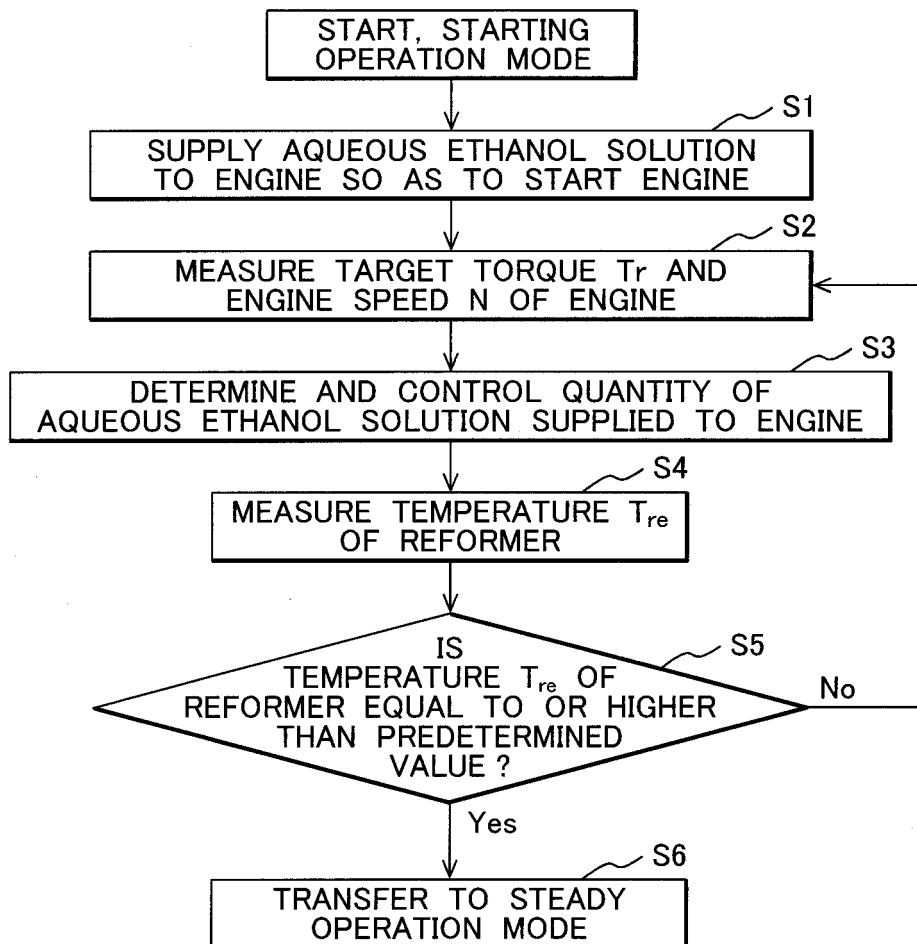 START, STARTING
OPERATION MODE
S1
SUPPLY AQUEOUS ETHANOL SOLUTION
TO ENGINE SO AS TO START ENGINE
S2
MEASURE TARGET TORQUE Tr AND
ENGINE SPEED N OF ENGINE
S3
DETERMINE AND CONTROL QUANTITY OF
AQUEOUS ETHANOL SOLUTION SUPPLIED TO ENGINE
S4
MEASURE TEMPERATURE Tre
OF REFORMER
S5
IS
TEMPERATURE Tre OF
REFORMER EQUAL TO OR HIGHER
THAN PREDETERMINED
VALUE ?
No
Yes
S6
TRANSFER TO STEADY
OPERATION MODE